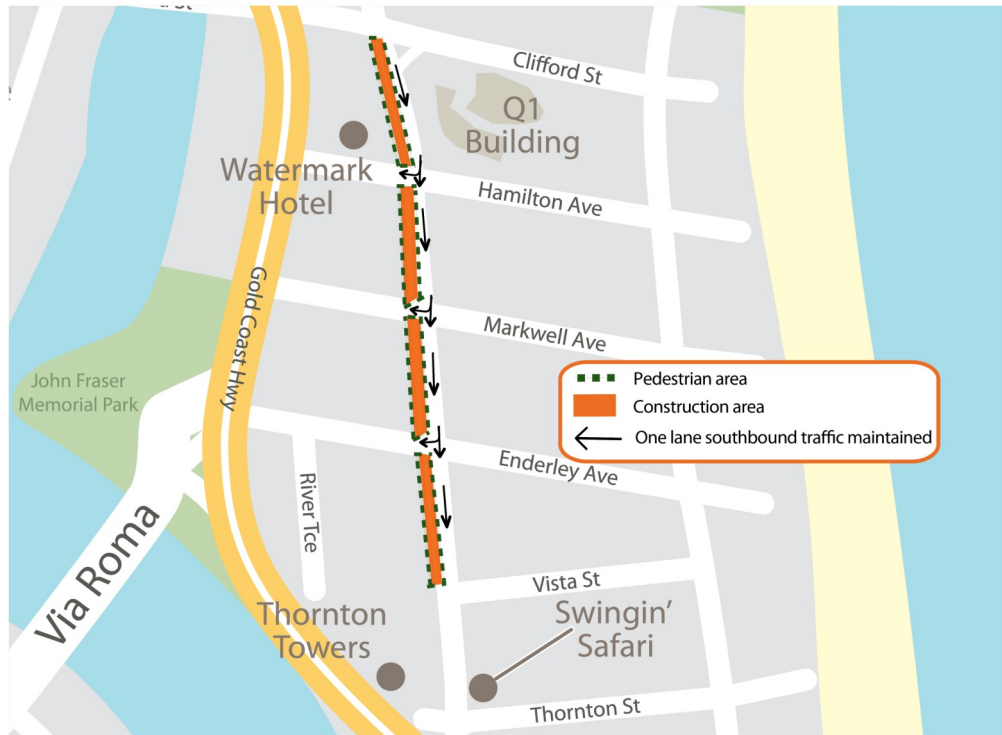 Clifford St
Q1
Building
Watermark
Hotel
Hamilton Ave
Gold Coast Hwy
Markwell Ave
John Fraser
Memorial Park
Pedestrian area
Construction area
One lane southbound traffic maintained
Enderley Ave
River Tce
Via Roma
Vista St
Thornton
Towers
Swingin'
Safari
Thornton St